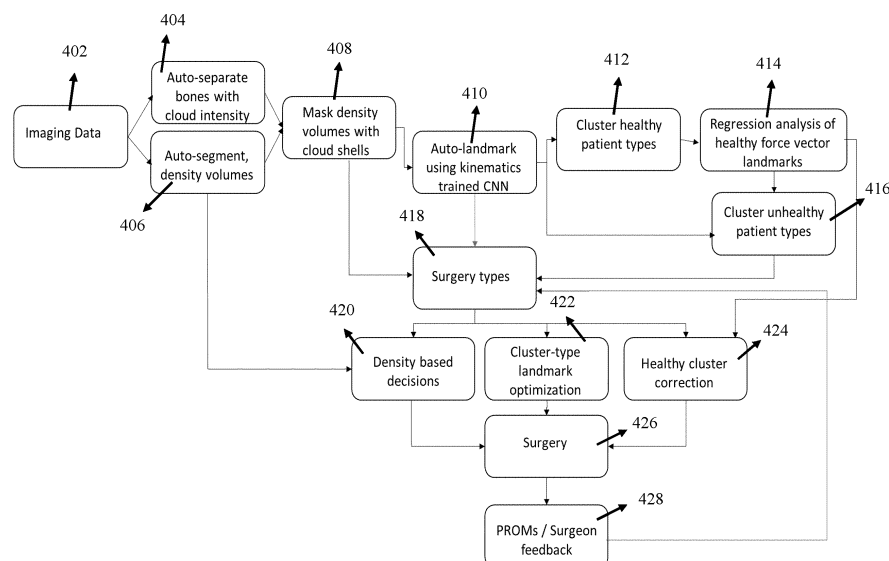 402
404
408
410
412
414
Imaging Data
Auto-separate
bones with
cloud intensity
Auto-segment,
density volumes
406
Mask density
volumes with
cloud shells
Auto-landmark
using kinematics
trained CNN
Cluster healthy
patient types
Regression analysis of
healthy force vector
landmarks
416
Cluster unhealthy
patient types
418
Surgery types
420
422
424
Density based
decisions
Cluster-type
landmark
optimization
Healthy cluster
correction
Surgery
426
428
PROMs / Surgeon
feedback